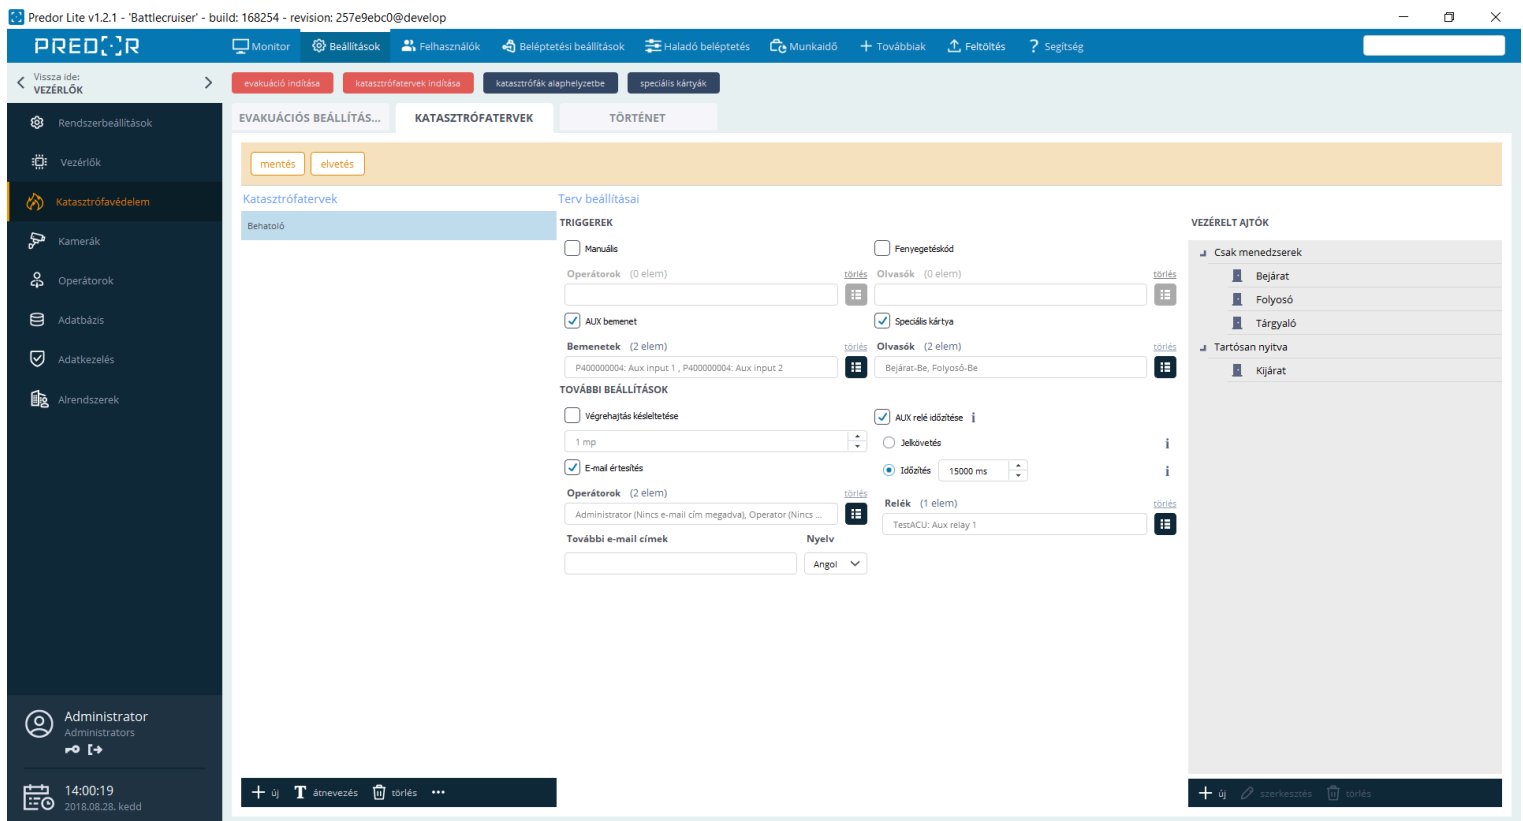 Predor Lite v1.2.1 - 'Battlecruiser' - build: 168254 - revision: 257e9ebc0@develop
PREDOR
Monitor Beállítások Felhasználók Beléptetési beállítások Haladó beléptetés Munkaidő + Továbbiak Feltöltés ? Segítség
Vissza ide:
VEZÉRLŐK
evakuáció indítása katasztrófatervek indítása katasztrófák alaphelyzetbe speciális kártyák
Rendszerbeállítások
Vezérlők
Katasztrófavédelem
Kamerák
Operátorok
Adatbázis
Adatkezelés
Alrendszerek
Administrator
Administrators
14:00:19
2018.08.28. kedd
EVAKUÁCIÓS BEÁLLÍTÁS... KATASZTRÓFATERVEK TÖRTÉNET
mentés elvetés
Katasztrófatervek
Behatoló
+ új T átnevezés törlés •••
Terv beállításai
TRIGGEREK
Manuális Fenyegetéskód
Operátorok (0 elem) törlés Olvasók (0 elem) törlés
AUX bemenet Speciális kártya
Bemenetek (2 elem) törlés Olvasók (2 elem) törlés
P400000004: Aux input 1 , P400000004: Aux input 2 Bejárat-Be, Folyosó-Be
TOVÁBBI BEÁLLÍTÁSOK
Végrehajtás késleltetése AUX relé időzítése i
1 mp Jelkövetés i
E-mail értesítés Időzítés 15000 ms i
Operátorok (2 elem) törlés Relék (1 elem) törlés
Administrator (Nincs e-mail cím megadva), Operator (Nincs ... TestACU: Aux relay 1
További e-mail címek Nyelv
Angol
VEZÉRELT AJTÓK
Csak menedzserek
Bejárat
Folyosó
Tárgyaló
Tartósan nyitva
Kijárat
+ új szerkesztés törlés